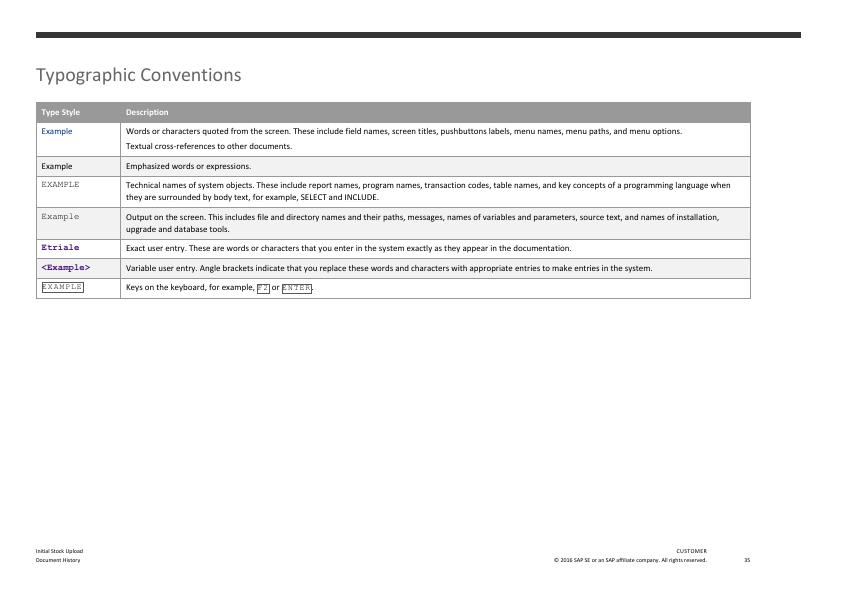 Typographic Conventions
Type Style Description
Example Words or characters quoted from the screen. These include field names, screen titles, pushbuttons labels, menu names, menu paths, and menu options.
Textual cross-references to other documents.
Example Emphasized words or expressions.
EXAMPLE Technical names of system objects. These include report names, program names, transaction codes, table names, and key concepts of a programming language when
they are surrounded by body text, for example, SELECT and INCLUDE.
Example Output on the screen. This includes file and directory names and their paths, messages, names of variables and parameters, source text, and names of installation,
upgrade and database tools.
Etriale Exact user entry. These are words or characters that you enter in the system exactly as they appear in the documentation.
<Example> Variable user entry. Angle brackets indicate that you replace these words and characters with appropriate entries to make entries in the system.
EXAMPLE Keys on the keyboard, for example, F2 or ENTER.
Initial Stock Upload CUSTOMER
Document History © 2016 SAP SE or an SAP affiliate company. All rights reserved. 35